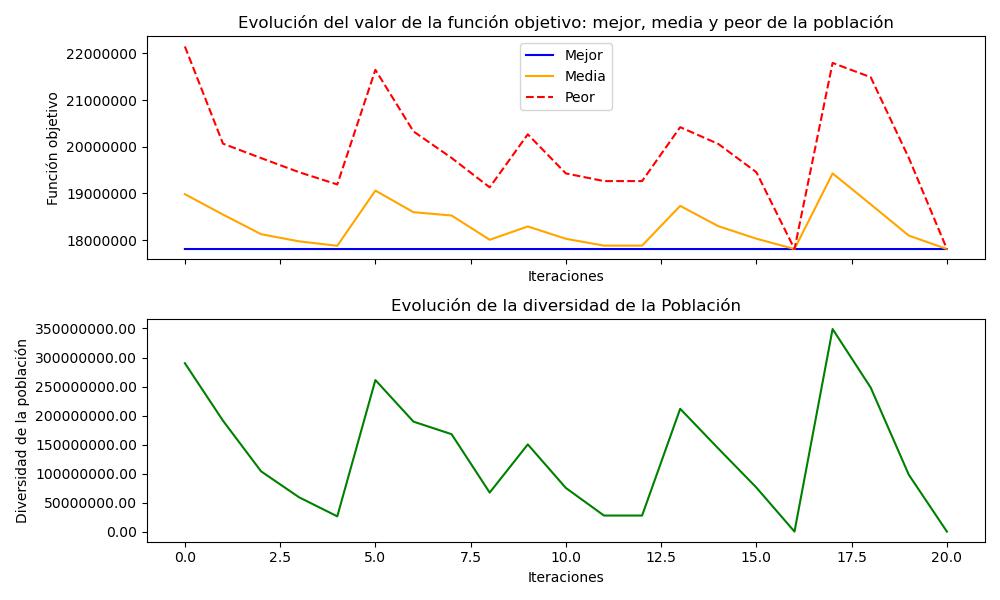 Evolución del valor de la función objetivo: mejor, media y peor de la población
22000000
21000000
20000000
19000000
18000000
Función objetivo
Mejor
Media
Peor
Iteraciones
Evolución de la diversidad de la Población
350000000.00
300000000.00
250000000.00
200000000.00
150000000.00
100000000.00
50000000.00
0.00
Diversidad de la población
0.0 2.5 5.0 7.5 10.0 12.5 15.0 17.5 20.0
Iteraciones